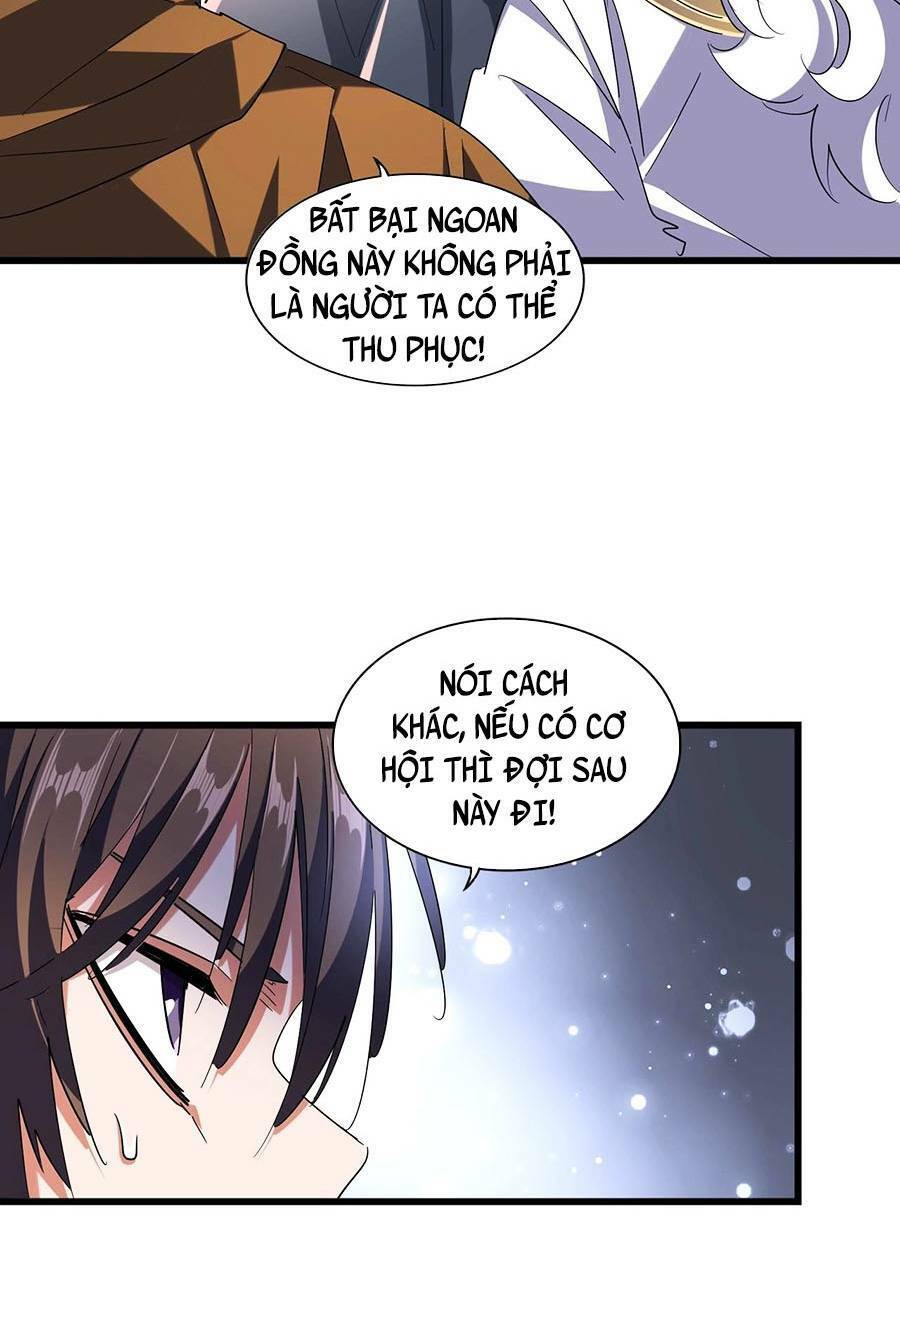 BẤT BẠI NGOAN
ĐỒNG NÀY KHÔNG PHẢI
LÀ NGƯỜI TA CÓ THỂ
THU PHỤC!
NÓI CÁCH
KHÁC, NẾU CÓ CƠ
HỘI THÌ ĐỢI SAU
NÀY ĐI!